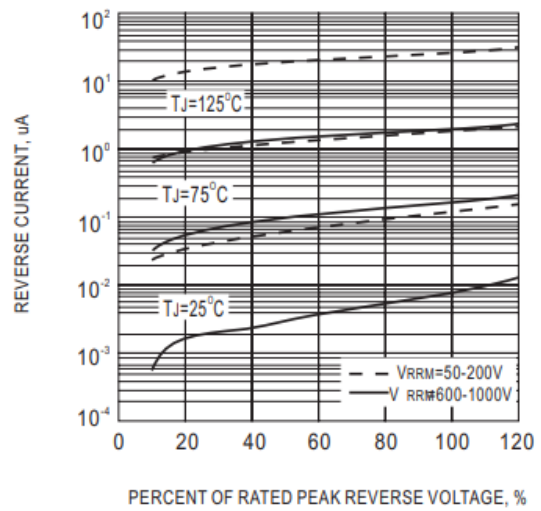 10²
10¹
10⁰
10⁻¹
10⁻²
10⁻³
10⁻⁴
REVERSE CURRENT, uA
TJ=125°C
TJ=75°C
TJ=25°C
VRRM=50-200V
V RRM=600-1000V
0 20 40 60 80 100 120
PERCENT OF RATED PEAK REVERSE VOLTAGE, %